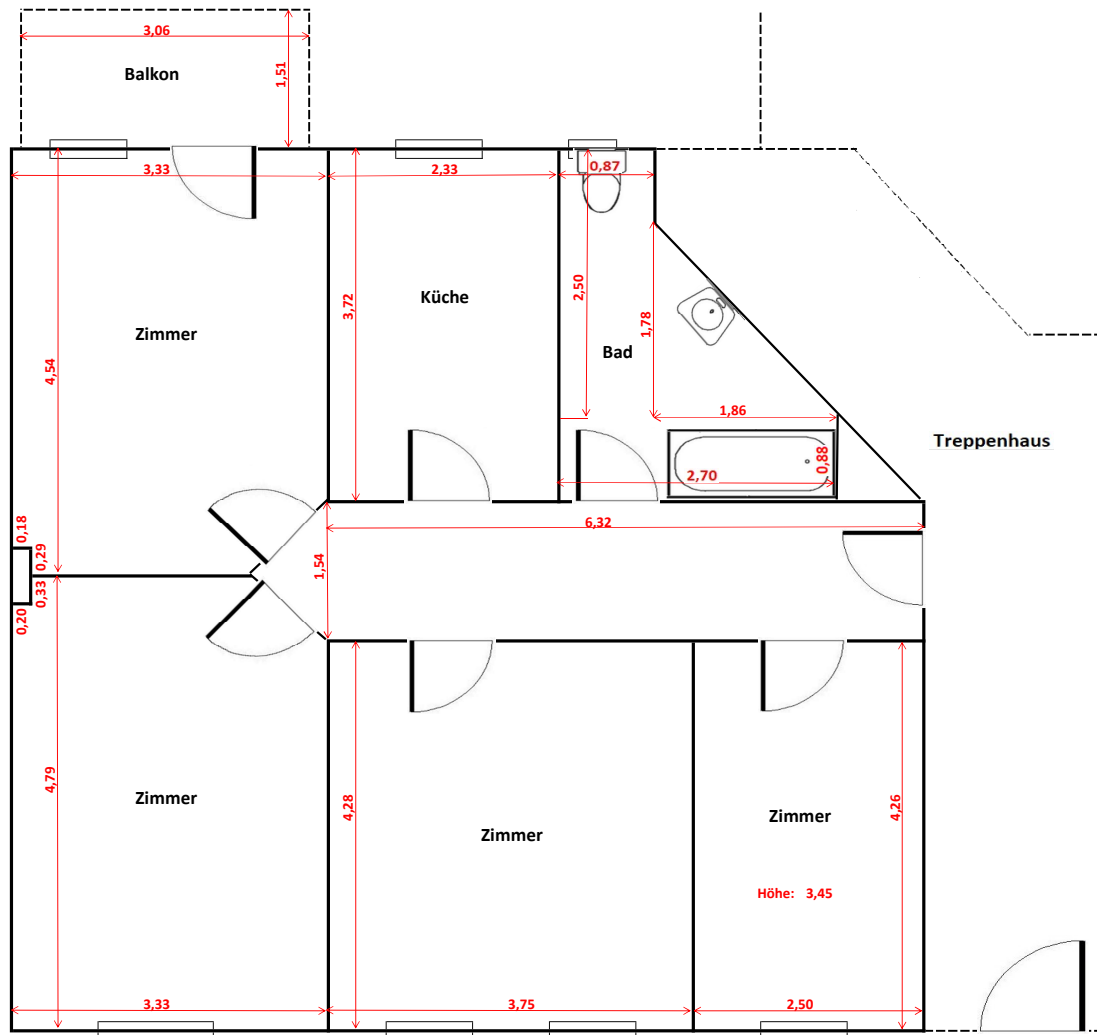 3,06
1,51
Balkon
3,33
2,33
0,87
4,54
3,72
2,50
1,78
Küche
Zimmer
Bad
1,86
0,88
2,70
Treppenhaus
6,32
1,54
0,18
0,29
0,33
0,20
4,79
Zimmer
4,28
Zimmer
4,26
Zimmer
Höhe: 3,45
3,33
3,75
2,50